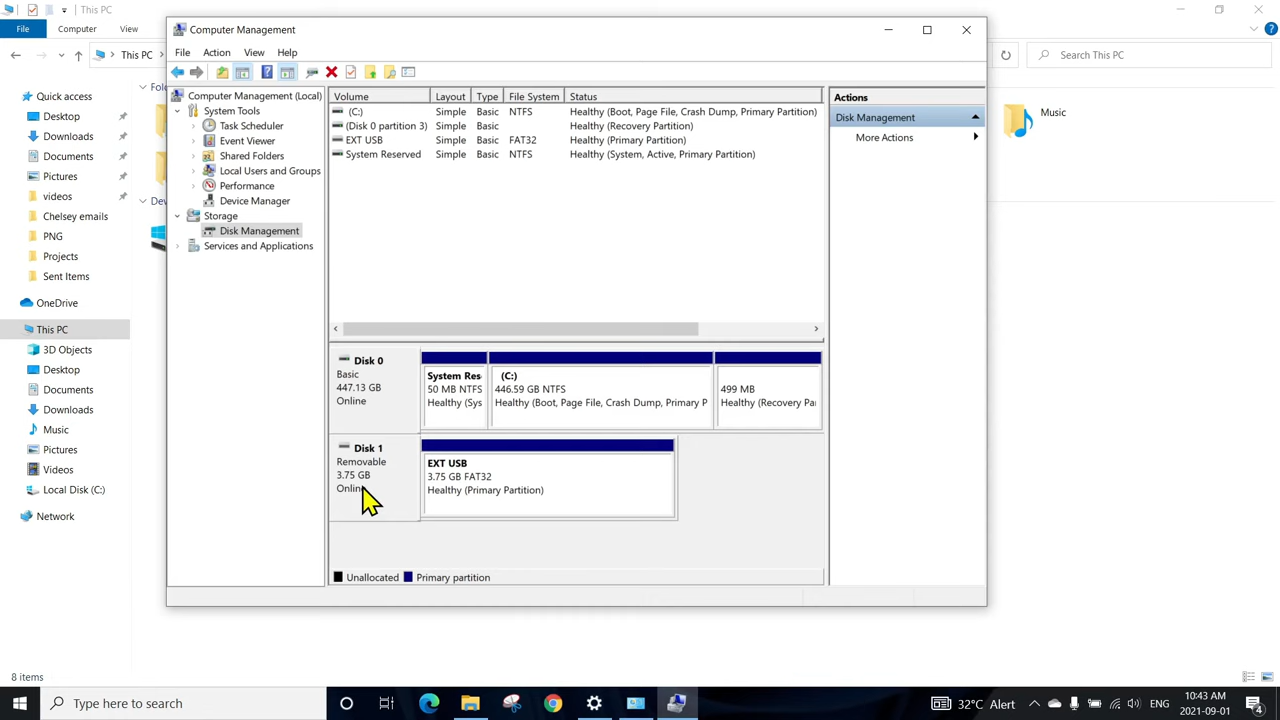 This PC
File
Computer
View
This PC
Search This PC
Quick access
Desktop
Downloads
Documents
Pictures
videos
Chelsey emails
PNG
Projects
Sent Items
OneDrive
This PC
3D Objects
Desktop
Documents
Downloads
Music
Pictures
Videos
Local Disk (C:)
Network
8 items
Music
Computer Management
File Action View Help
Computer Management (Local)
System Tools
Task Scheduler
Event Viewer
Shared Folders
Local Users and Groups
Performance
Device Manager
Storage
Disk Management
Services and Applications
Volume Layout Type File System Status
(C:) Simple Basic NTFS Healthy (Boot, Page File, Crash Dump, Primary Partition)
(Disk 0 partition 3) Simple Basic Healthy (Recovery Partition)
EXT USB Simple Basic FAT32 Healthy (Primary Partition)
System Reserved Simple Basic NTFS Healthy (System, Active, Primary Partition)
Disk 0
Basic
447.13 GB
Online
System Res
50 MB NTFS
Healthy (Sys
(C:)
446.59 GB NTFS
Healthy (Boot, Page File, Crash Dump, Primary P
499 MB
Healthy (Recovery Pa
Disk 1
Removable
3.75 GB
Online
EXT USB
3.75 GB FAT32
Healthy (Primary Partition)
Unallocated Primary partition
Actions
Disk Management
More Actions
Type here to search
32°C Alert
ENG
10:43 AM
2021-09-01
4